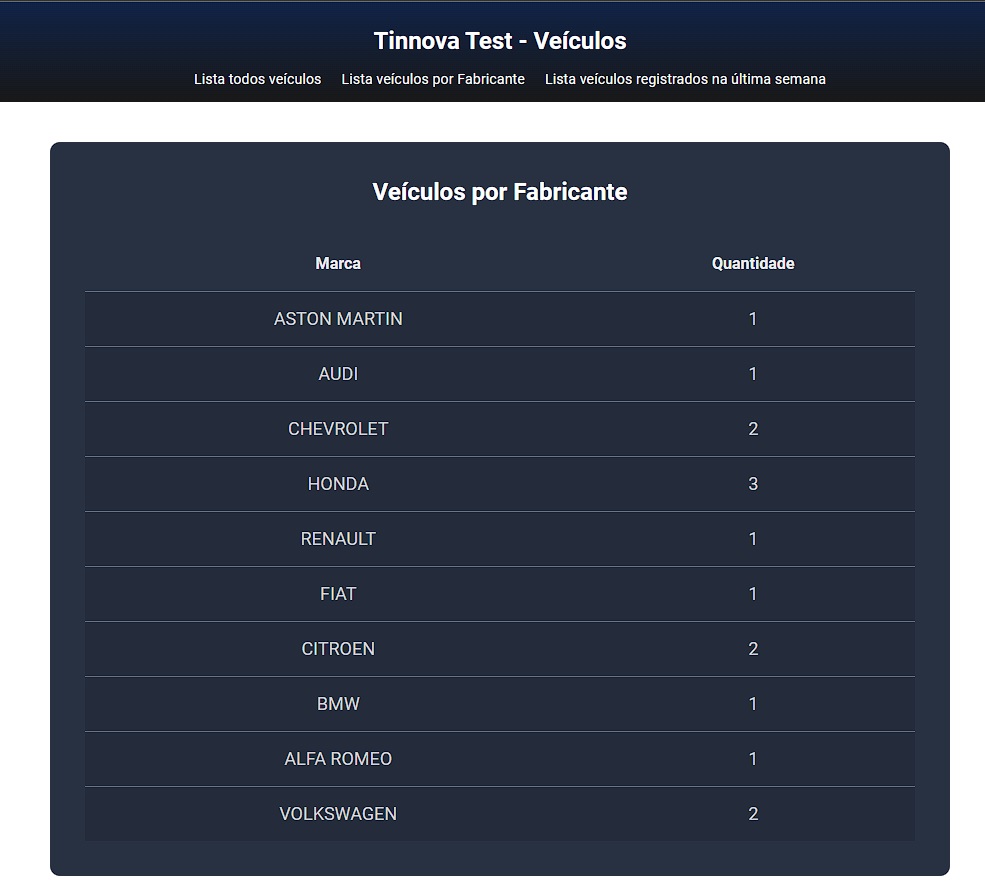 Tinnova Test - Veículos
Lista todos veículos Lista veículos por Fabricante Lista veículos registrados na última semana
Veículos por Fabricante
Marca Quantidade
ASTON MARTIN 1
AUDI 1
CHEVROLET 2
HONDA 3
RENAULT 1
FIAT 1
CITROEN 2
BMW 1
ALFA ROMEO 1
VOLKSWAGEN 2